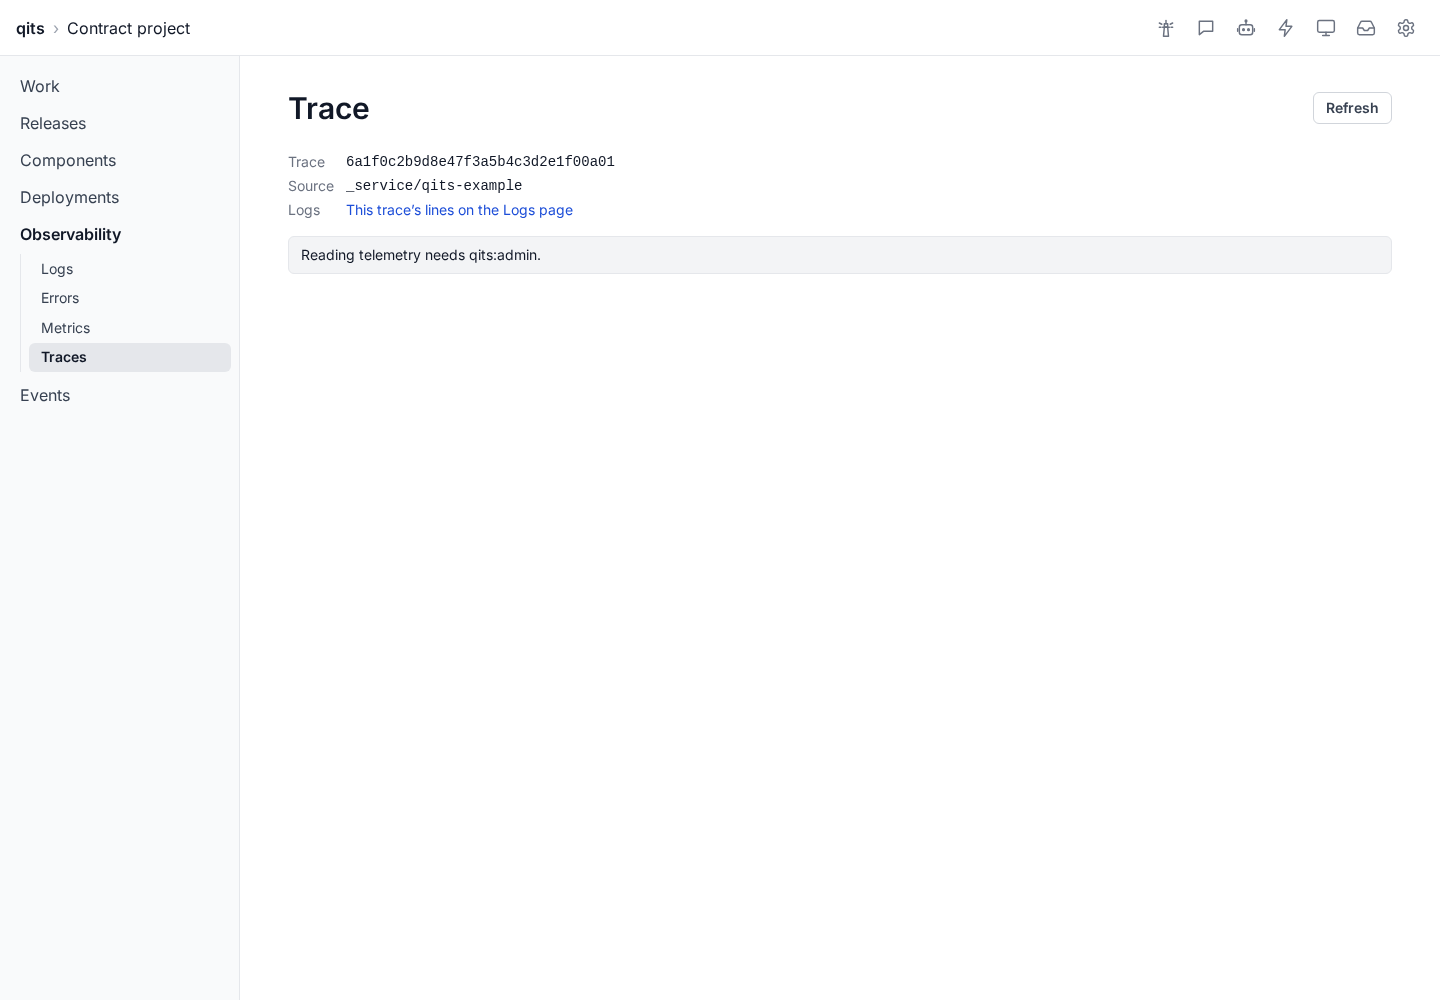 qits › Contract project
Work
Releases
Components
Deployments
Observability
Logs
Errors
Metrics
Traces
Events
Trace
Refresh
Trace 6a1f0c2b9d8e47f3a5b4c3d2e1f00a01
Source _service/qits-example
Logs This trace’s lines on the Logs page
Reading telemetry needs qits:admin.